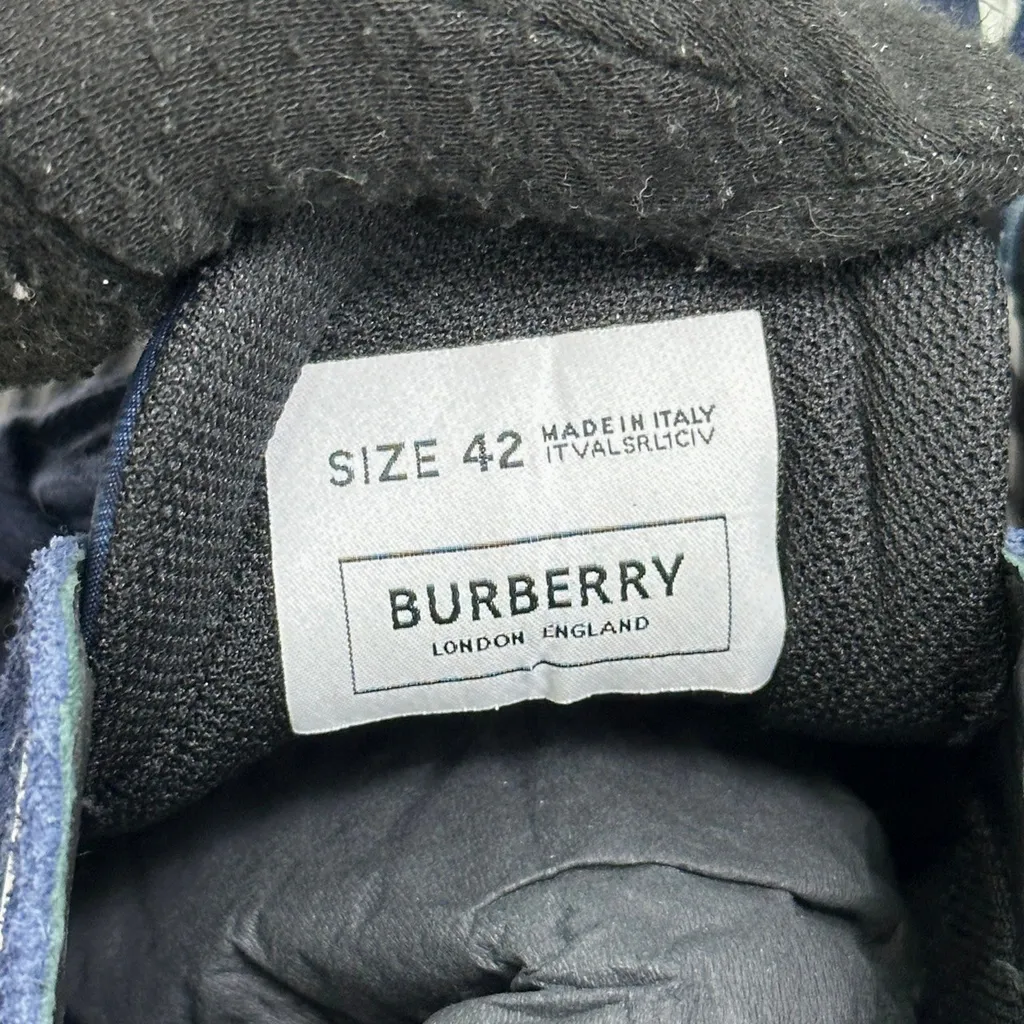 SIZE 42
MADE IN ITALY
ITVALSRL1CIV
BURBERRY
LONDON ENGLAND